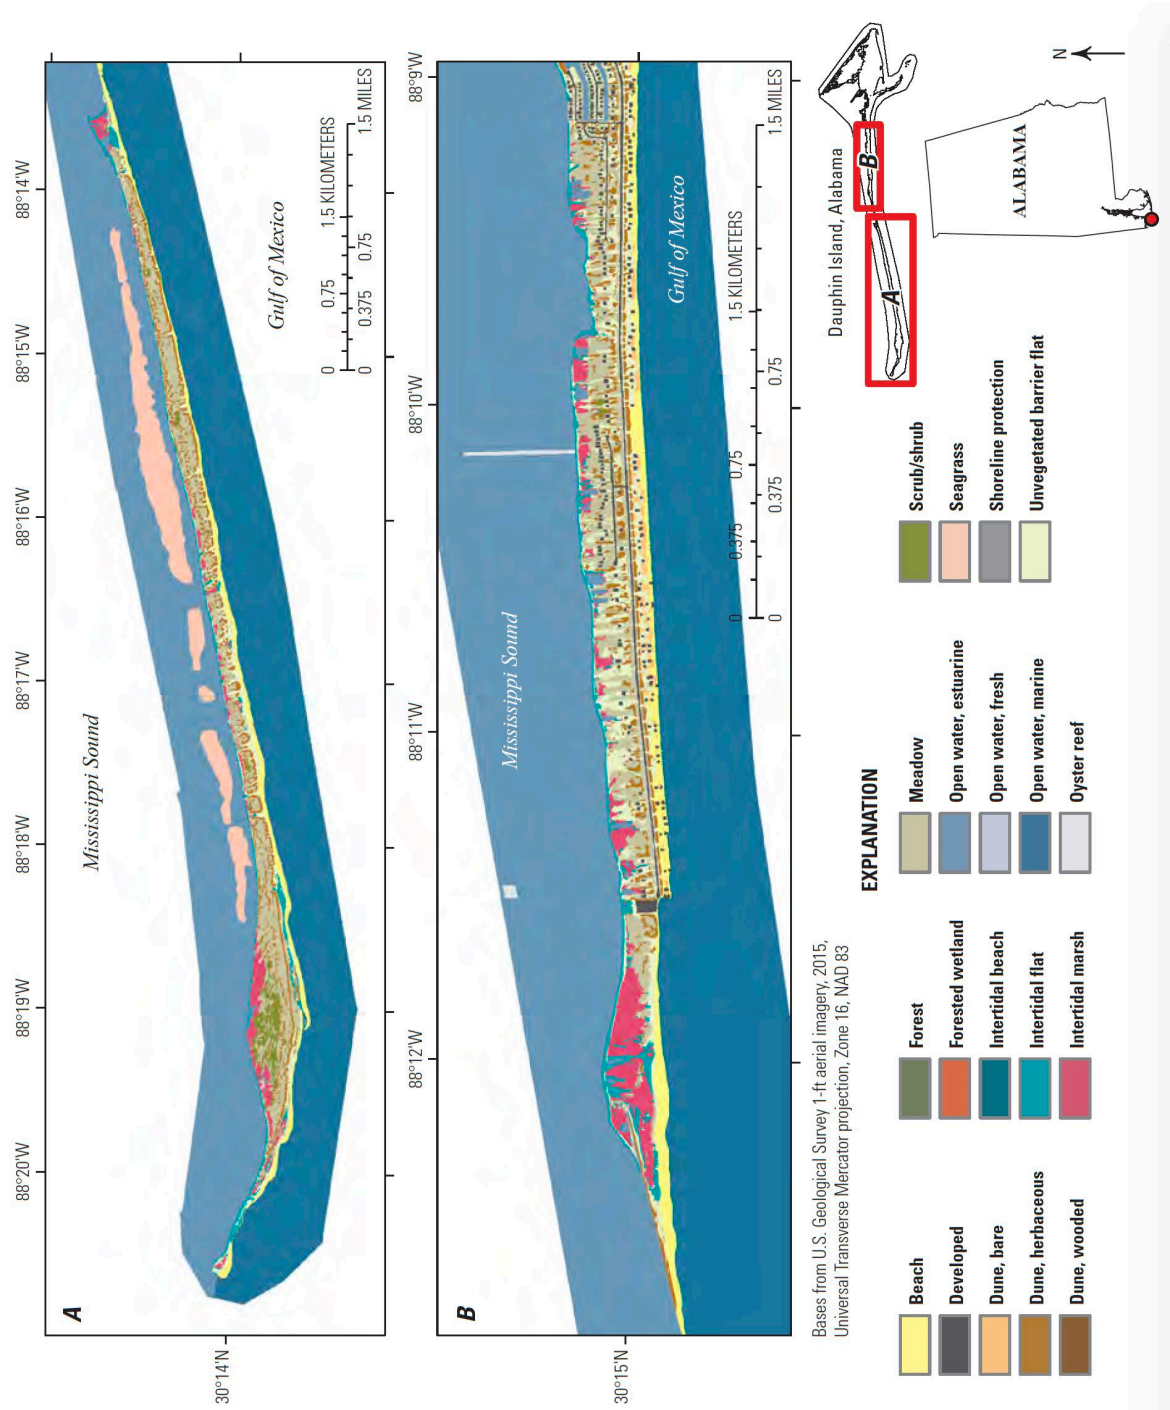 88°20'W
88°19'W
88°18'W
88°17'W
88°16'W
88°15'W
88°14'W
A
Mississippi Sound
Gulf of Mexico
30°14'N
0 0.75 1.5 KILOMETERS
0 0.375 0.75 1.5 MILES
88°12'W
88°11'W
88°10'W
88°9'W
B
Mississippi Sound
Gulf of Mexico
30°15'N
0 0.375 0.75 1.5 KILOMETERS
0 0.375 0.75 1.5 MILES
Bases from U.S. Geological Survey 1-ft aerial imagery, 2015,
Universal Transverse Mercator projection, Zone 16, NAD 83
Dauphin Island, Alabama
A
B
ALABAMA
N
EXPLANATION
Beach
Developed
Dune, bare
Dune, herbaceous
Dune, wooded
Forest
Forested wetland
Intertidal beach
Intertidal flat
Intertidal marsh
Meadow
Open water, estuarine
Open water, fresh
Open water, marine
Oyster reef
Scrub/shrub
Seagrass
Shoreline protection
Unvegetated barrier flat